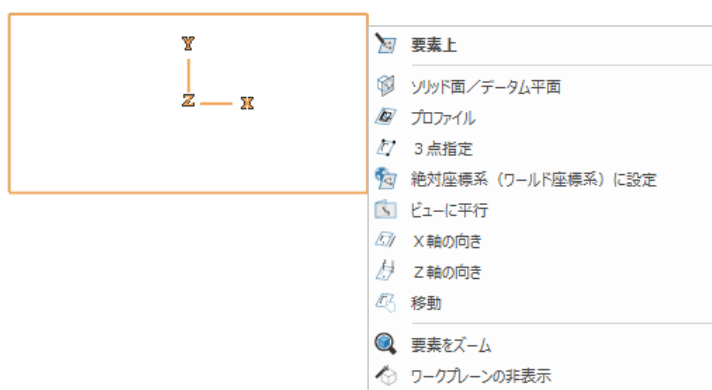 Y
Z
X
要素上
ソリッド面／データム平面
プロファイル
３点指定
絶対座標系（ワールド座標系）に設定
ビューに平行
Ｘ軸の向き
Ｚ軸の向き
移動
要素をズーム
ワークプレーンの非表示